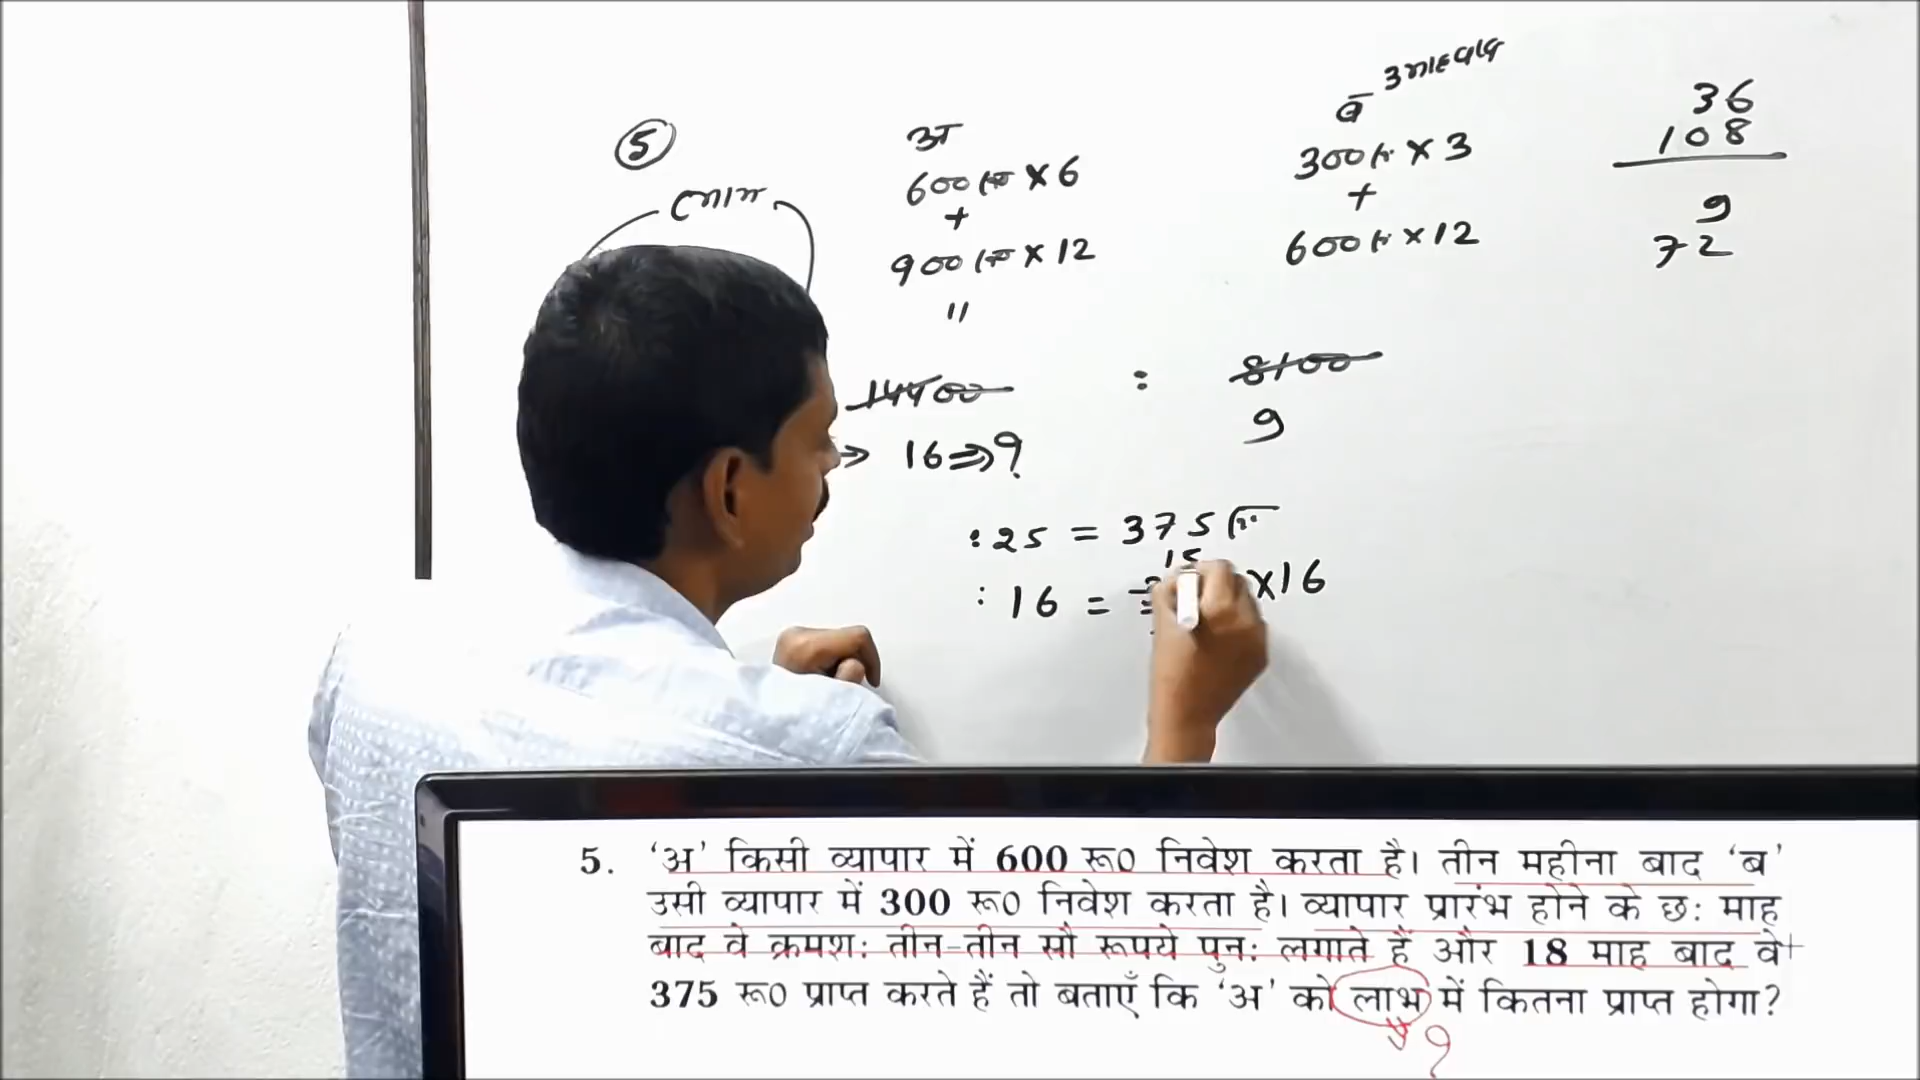 5
लाभ
अ
600 रु × 6
+
900 रु × 12
॥
14400 : 8100
16 ⇒ ? 9
ब 3 माह बाद
300 रु × 3
+
600 रु × 12
36
108
9
72
: 25 = 375 रु
15
: 16 = × 16
5. 'अ' किसी व्यापार में 600 रू0 निवेश करता है। तीन महीना बाद 'ब'
उसी व्यापार में 300 रू0 निवेश करता है। व्यापार प्रारंभ होने के छः माह
बाद वे क्रमशः तीन-तीन सौ रूपये पुनः लगाते हैं और 18 माह बाद वे
375 रू0 प्राप्त करते हैं तो बताएँ कि 'अ' को लाभ में कितना प्राप्त होगा?
?